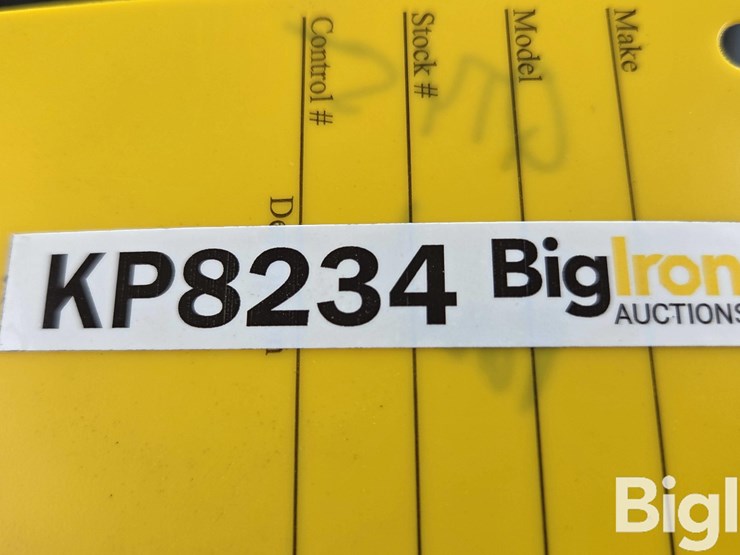 Make
Model
Stock #
Control #
KP8234 BigIron
AUCTIONS
BigI